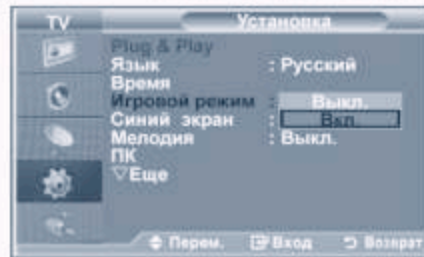 TV
Установка
Plug & Play
Язык : Русский
Время
Игровой режим : Выкл.
Синий экран : Вкл.
Мелодия : Выкл.
ПК
▽Еще
Перем. Вход Возврат